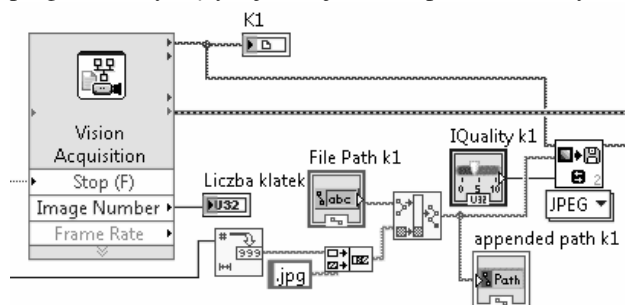 K1
Vision
Acquisition
Stop (F)
Image Number
Frame Rate
Liczba klatek
U32
File Path k1
abc
IQuality k1
0 5 10
U32
2
JPEG
#
999
.jpg
appended path k1
Path